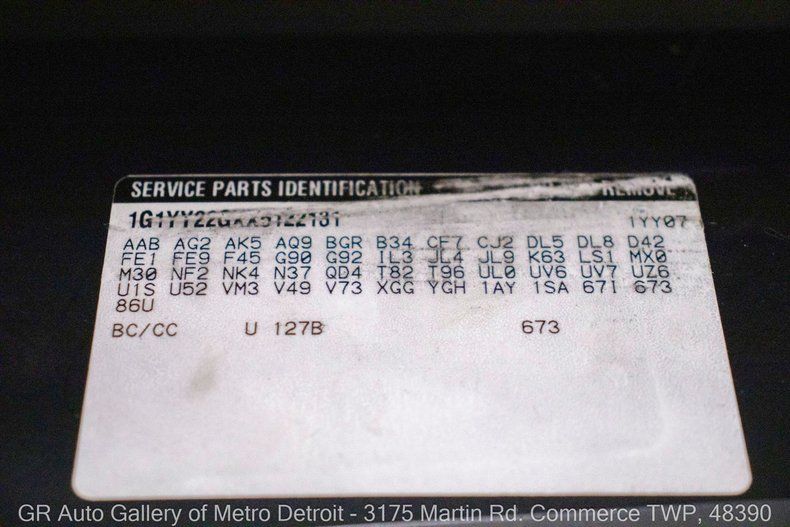 SERVICE PARTS IDENTIFICATION REMOVE
1YY07
AAB AG2 AK5 AQ9 BGR B34 CF7 CJ2 DL5 DL8 D42
FE1 FE9 F45 G90 G92 IL3 JL4 JL9 K63 LS1 MX0
M30 NF2 NK4 N37 QD4 T82 T96 UL0 UV6 UV7 UZ6
U1S U52 VM3 V49 V73 XGG YGH 1AY 1SA 67I 673
86U
BC/CC U 127B 673
GR Auto Gallery of Metro Detroit - 3175 Martin Rd. Commerce TWP, 48390